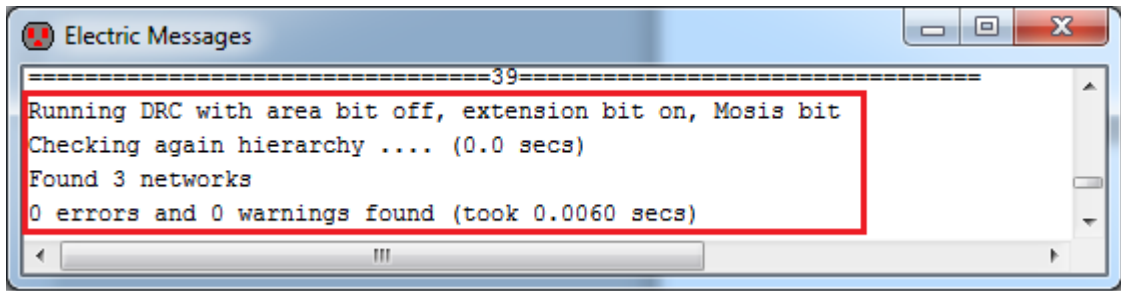 Electric Messages
=================================39=================================
Running DRC with area bit off, extension bit on, Mosis bit
Checking again hierarchy .... (0.0 secs)
Found 3 networks
0 errors and 0 warnings found (took 0.0060 secs)